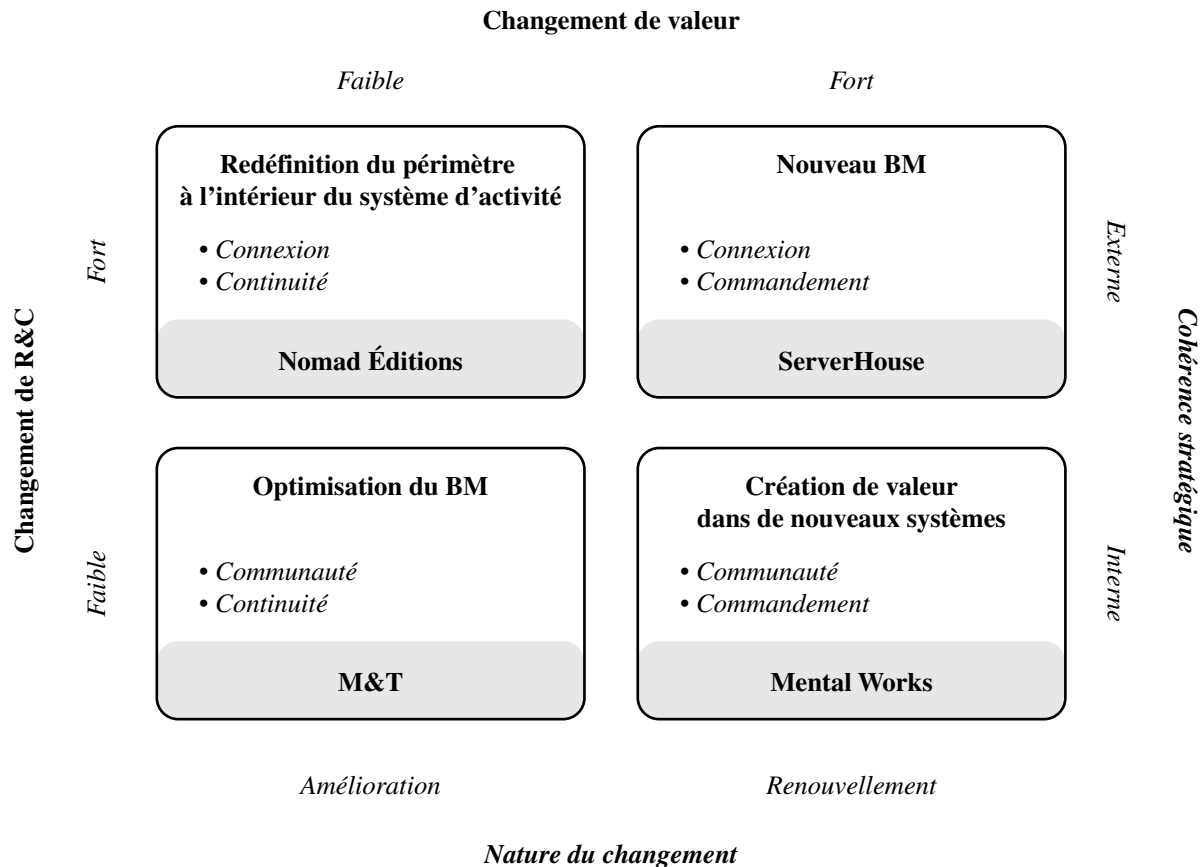 Changement de valeur
Faible
Fort
Changement de R&C
Fort
Redéfinition du périmètre
à l’intérieur du système d’activité
• Connexion
• Continuité
Nomad Éditions
Nouveau BM
• Connexion
• Commandement
ServerHouse
Externe
Cohérence stratégique
Faible
Optimisation du BM
• Communauté
• Continuité
M&T
Création de valeur
dans de nouveaux systèmes
• Communauté
• Commandement
Mental Works
Interne
Amélioration
Renouvellement
Nature du changement